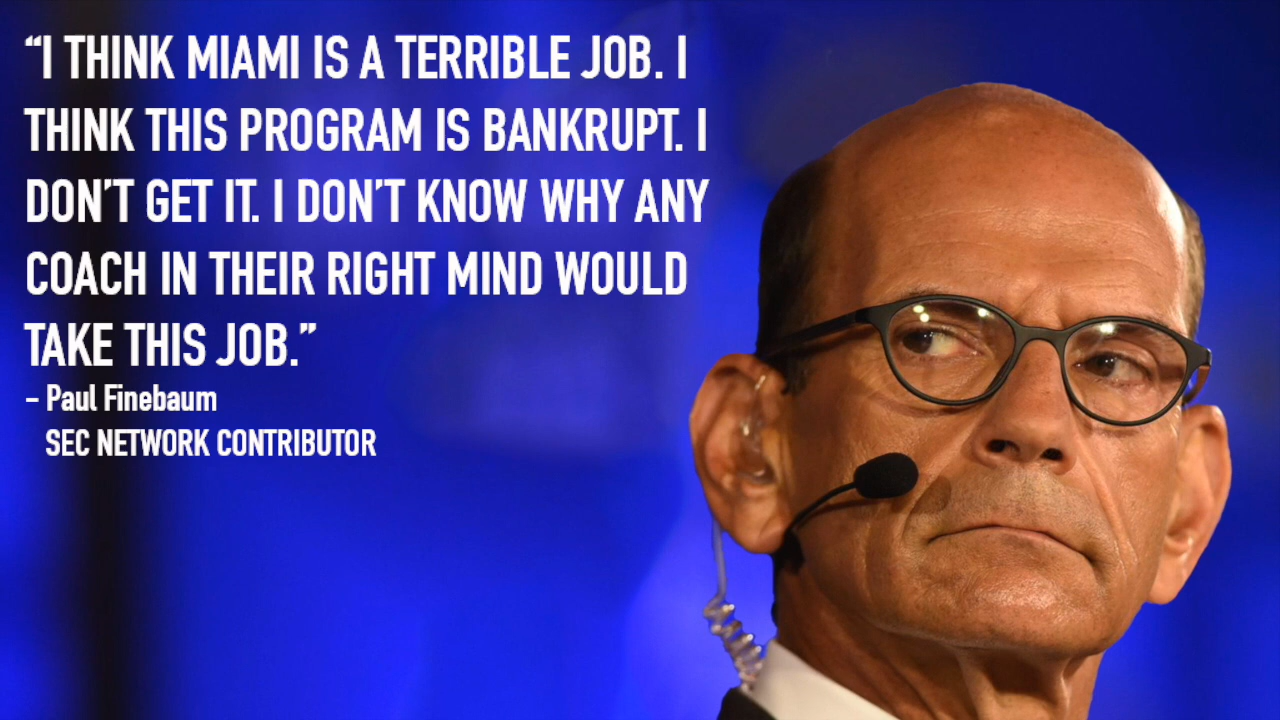 “I THINK MIAMI IS A TERRIBLE JOB. I
THINK THIS PROGRAM IS BANKRUPT. I
DON’T GET IT. I DON’T KNOW WHY ANY
COACH IN THEIR RIGHT MIND WOULD
TAKE THIS JOB.”
– Paul Finebaum
SEC NETWORK CONTRIBUTOR